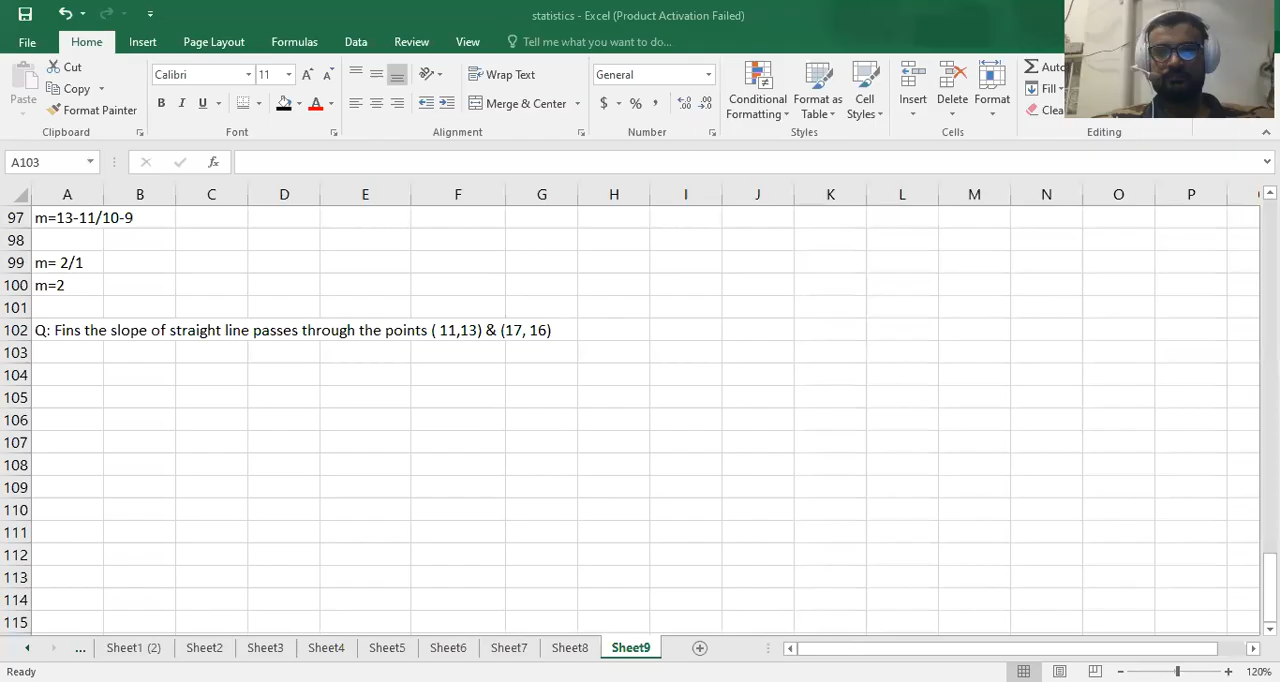 statistics - Excel (Product Activation Failed)
File Home Insert Page Layout Formulas Data Review View Tell me what you want to do...
Paste Cut Copy Format Painter
Calibri 11 A A B I U A
Wrap Text Merge & Center
General $ % ,
Conditional Formatting Format as Table Cell Styles
Insert Delete Format
Auto
Fill
Clea
Clipboard Font Alignment Number Styles Cells Editing
A103 fx
A B C D E F G H I J K L M N O P
97 m=13-11/10-9
98
99 m= 2/1
100 m=2
101
102 Q: Fins the slope of straight line passes through the points ( 11,13) & (17, 16)
103
104
105
106
107
108
109
110
111
112
113
114
115
... Sheet1 (2) Sheet2 Sheet3 Sheet4 Sheet5 Sheet6 Sheet7 Sheet8 Sheet9
Ready 120%